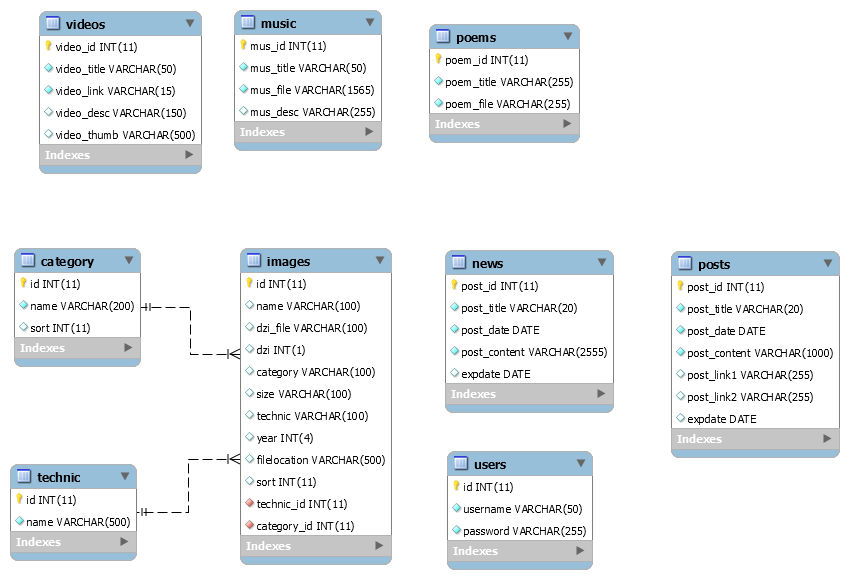 videos
video_id INT(11)
video_title VARCHAR(50)
video_link VARCHAR(15)
video_desc VARCHAR(150)
video_thumb VARCHAR(500)
Indexes
music
mus_id INT(11)
mus_title VARCHAR(50)
mus_file VARCHAR(1565)
mus_desc VARCHAR(255)
Indexes
poems
poem_id INT(11)
poem_title VARCHAR(255)
poem_file VARCHAR(255)
Indexes
category
id INT(11)
name VARCHAR(200)
sort INT(11)
Indexes
images
id INT(11)
name VARCHAR(100)
dzi_file VARCHAR(100)
dzi INT(1)
category VARCHAR(100)
size VARCHAR(100)
technic VARCHAR(100)
year INT(4)
filelocation VARCHAR(500)
sort INT(11)
technic_id INT(11)
category_id INT(11)
Indexes
news
post_id INT(11)
post_title VARCHAR(20)
post_date DATE
post_content VARCHAR(2555)
expdate DATE
Indexes
posts
post_id INT(11)
post_title VARCHAR(20)
post_date DATE
post_content VARCHAR(1000)
post_link1 VARCHAR(255)
post_link2 VARCHAR(255)
expdate DATE
Indexes
technic
id INT(11)
name VARCHAR(500)
Indexes
users
id INT(11)
username VARCHAR(50)
password VARCHAR(255)
Indexes